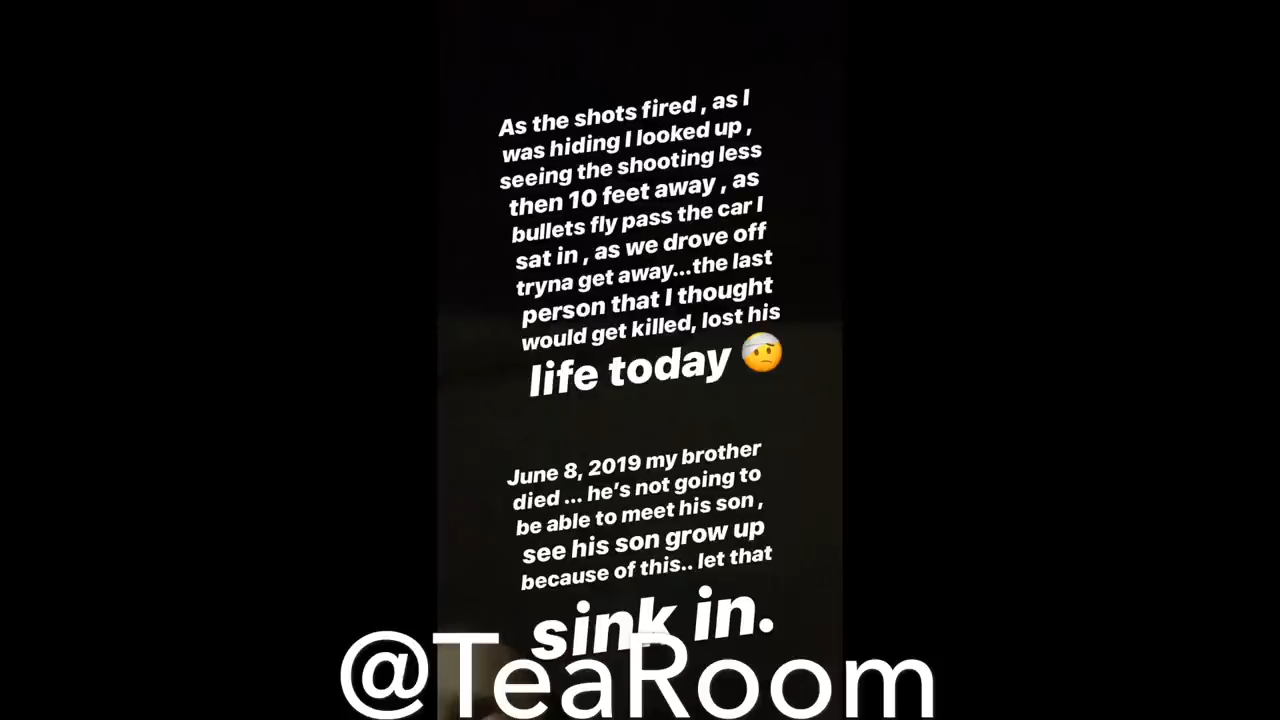 As the shots fired , as I
was hiding I looked up ,
seeing the shooting less
then 10 feet away , as
bullets fly pass the car I
sat in , as we drove off
tryna get away...the last
person that I thought
would get killed, lost his
life today 🤕
June 8, 2019 my brother
died ... he's not going to
be able to meet his son ,
see his son grow up
because of this.. let that
sink in.
@TeaRoom